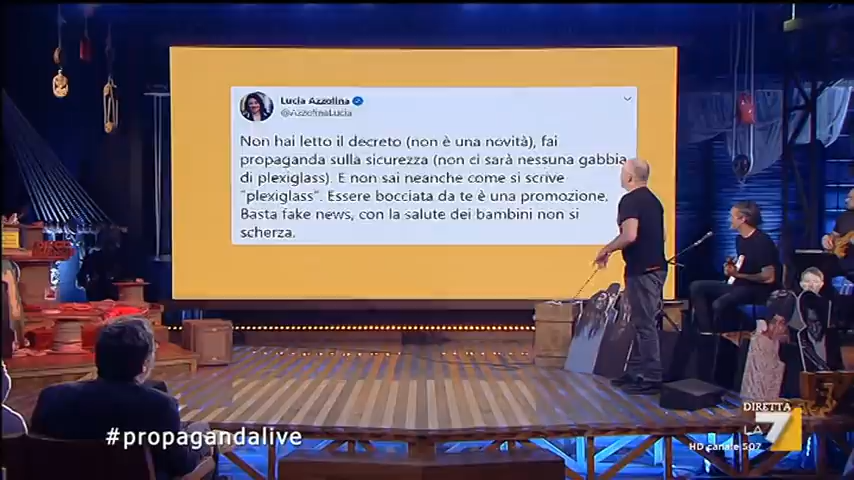 Lucia Azzolina
@AzzolinaLucia
Non hai letto il decreto (non è una novità), fai
propaganda sulla sicurezza (non ci sarà nessuna gabbia
di plexiglass). E non sai neanche come si scrive
"plexiglass". Essere bocciata da te è una promozione.
Basta fake news, con la salute dei bambini non si
scherza.
#propagandalive
DIRETTA
LA 7
HD canale 507